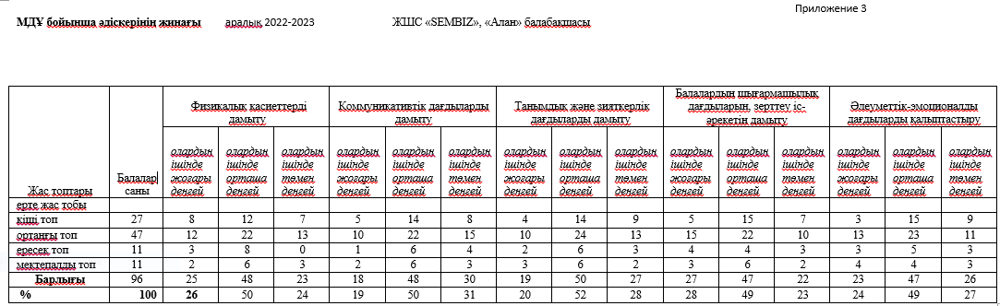 Приложение 3
МДҰ бойынша әдіскерінің жинағы аралық 2022-2023 ЖШС «SEMBIZ», «Алан» балабақшасы
Жас топтары | Балалар саны | Физикалық қасиеттерді дамыту | Коммуникативтік дағдыларды дамыту | Танымдық және зияткерлік дағдыларды дамыту | Балалардың шығармашылық дағдыларын, зерттеу іс-әрекетін дамыту | Әлеуметтік-эмоционалды дағдыларды қалыптастыру
олардың ішінде жоғары деңгей | олардың ішінде орташа деңгей | олардың ішінде төмен деңгей | олардың ішінде жоғары деңгей | олардың ішінде орташа деңгей | олардың ішінде төмен деңгей | олардың ішінде жоғары деңгей | олардың ішінде орташа деңгей | олардың ішінде төмен деңгей | олардың ішінде жоғары деңгей | олардың ішінде орташа деңгей | олардың ішінде төмен деңгей | олардың ішінде жоғары деңгей | олардың ішінде орташа деңгей | олардың ішінде төмен деңгей
ерте жас тобы
кіші топ 27 8 12 7 5 14 8 4 14 9 5 15 7 3 15 9
ортаңғы топ 47 12 22 13 10 22 15 10 24 13 15 22 10 13 23 11
ересек топ 11 3 8 0 1 6 4 2 6 3 4 4 3 3 5 3
мектепалды топ 11 2 6 3 2 6 3 3 6 2 3 6 2 4 4 3
Барлығы 96 25 48 23 18 48 30 19 50 27 27 47 22 23 47 26
% 100 26 50 24 19 50 31 20 52 28 28 49 23 24 49 27